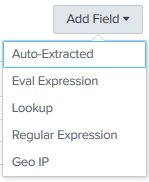 Add Field
Auto-Extracted
Eval Expression
Lookup
Regular Expression
Geo IP